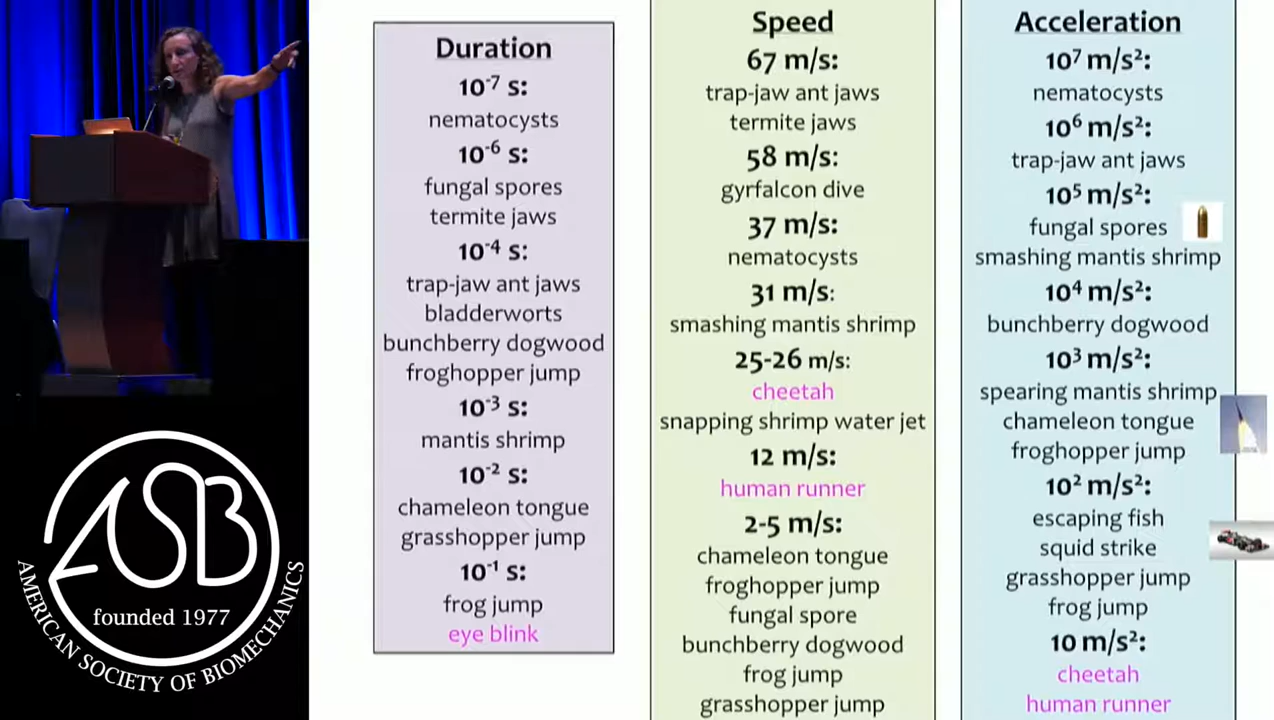 Duration
10⁻⁷ s:
nematocysts
10⁻⁶ s:
fungal spores
termite jaws
10⁻⁴ s:
trap-jaw ant jaws
bladderworts
bunchberry dogwood
froghopper jump
10⁻³ s:
mantis shrimp
10⁻² s:
chameleon tongue
grasshopper jump
10⁻¹ s:
frog jump
eye blink
Speed
67 m/s:
trap-jaw ant jaws
termite jaws
58 m/s:
gyrfalcon dive
37 m/s:
nematocysts
31 m/s:
smashing mantis shrimp
25-26 m/s:
cheetah
snapping shrimp water jet
12 m/s:
human runner
2-5 m/s:
chameleon tongue
froghopper jump
fungal spore
bunchberry dogwood
frog jump
grasshopper jump
Acceleration
10⁷ m/s²:
nematocysts
10⁶ m/s²:
trap-jaw ant jaws
10⁵ m/s²:
fungal spores
smashing mantis shrimp
10⁴ m/s²:
bunchberry dogwood
10³ m/s²:
spearing mantis shrimp
chameleon tongue
froghopper jump
10² m/s²:
escaping fish
squid strike
grasshopper jump
frog jump
10 m/s²:
cheetah
human runner
ASB
founded 1977
AMERICAN SOCIETY OF BIOMECHANICS